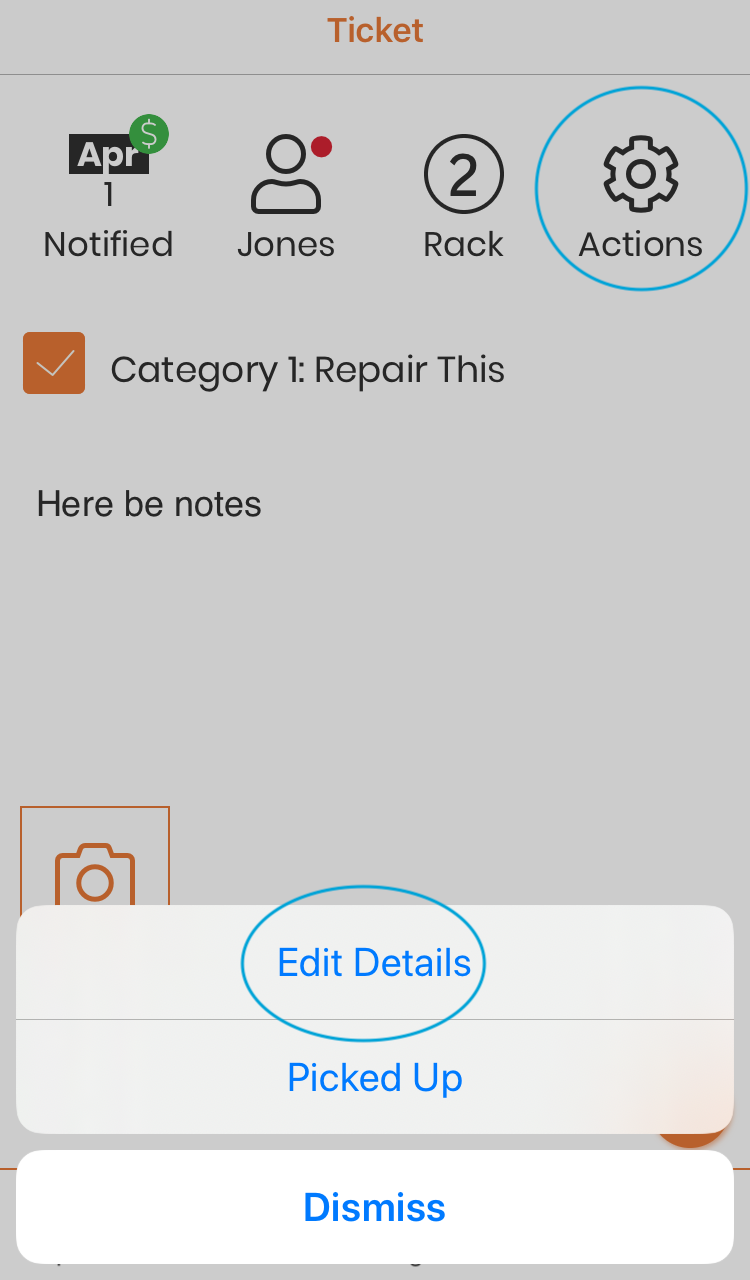 Ticket
$
Apr
1
2
Notified Jones Rack Actions
Category 1: Repair This
Here be notes
Edit Details
Picked Up
Dismiss